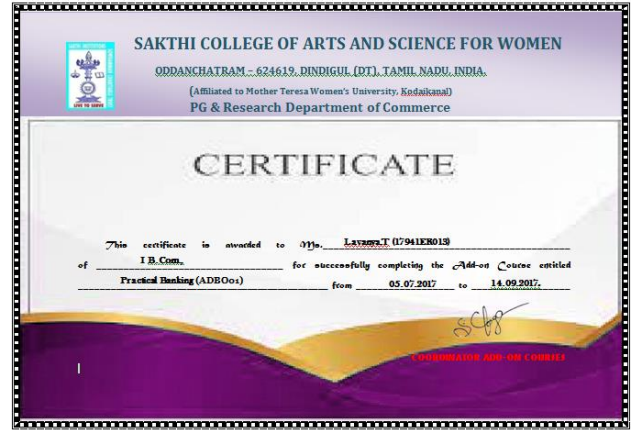 SAKTHI COLLEGE OF ARTS AND SCIENCE FOR WOMEN
ODDANCHATRAM – 624619, DINDIGUL (DT), TAMIL NADU, INDIA.
(Affiliated to Mother Teresa Women's University, Kodaikanal)
PG & Research Department of Commerce
CERTIFICATE
This certificate is awarded to Ms. Lavanya.T (17941ER013)
of I B.Com. for successfully completing the Add-on Course entitled
Practical Banking (ADBO01) from 05.07.2017 to 14.09.2017.
COORDINATOR ADD-ON COURSES